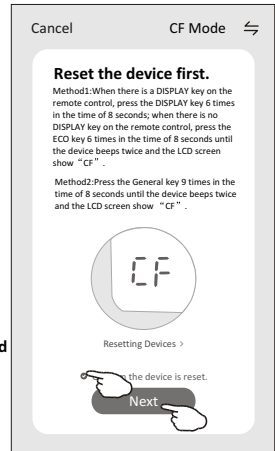 Cancel CF Mode
Reset the device first.
Method1:When there is a DISPLAY key on the
remote control, press the DISPLAY key 6 times
in the time of 8 seconds; when there is no
DISPLAY key on the remote control, press the
ECO key 6 times in the time of 8 seconds until
the device beeps twice and the LCD screen
show “CF”.
Method2:Press the General key 9 times in the
time of 8 seconds until the device beeps twice
and the LCD screen show “CF”.
CF
Resetting Devices >
the device is reset.
Next